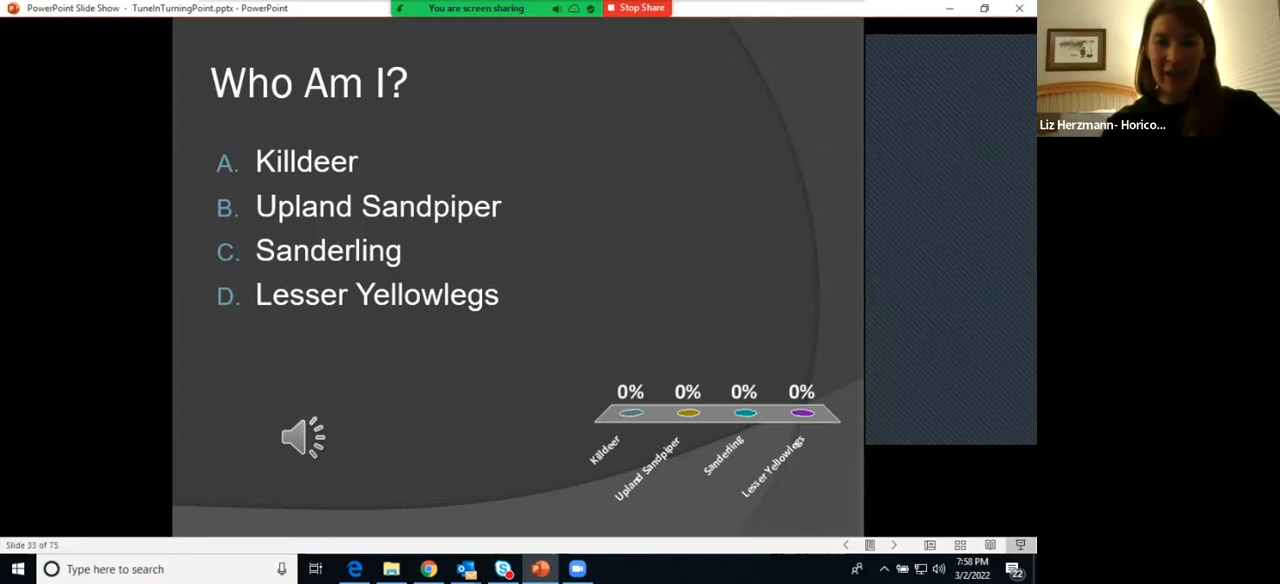 PowerPoint Slide Show - TuneInTurningPoint.pptx - PowerPoint
You are screen sharing
Stop Share
Who Am I?
A. Killdeer
B. Upland Sandpiper
C. Sanderling
D. Lesser Yellowlegs
0% 0% 0% 0%
Killdeer
Upland Sandpiper
Sanderling
Lesser Yellowlegs
Liz Herzmann- Horico...
Slide 33 of 75
Type here to search
7:58 PM
3/2/2022
22